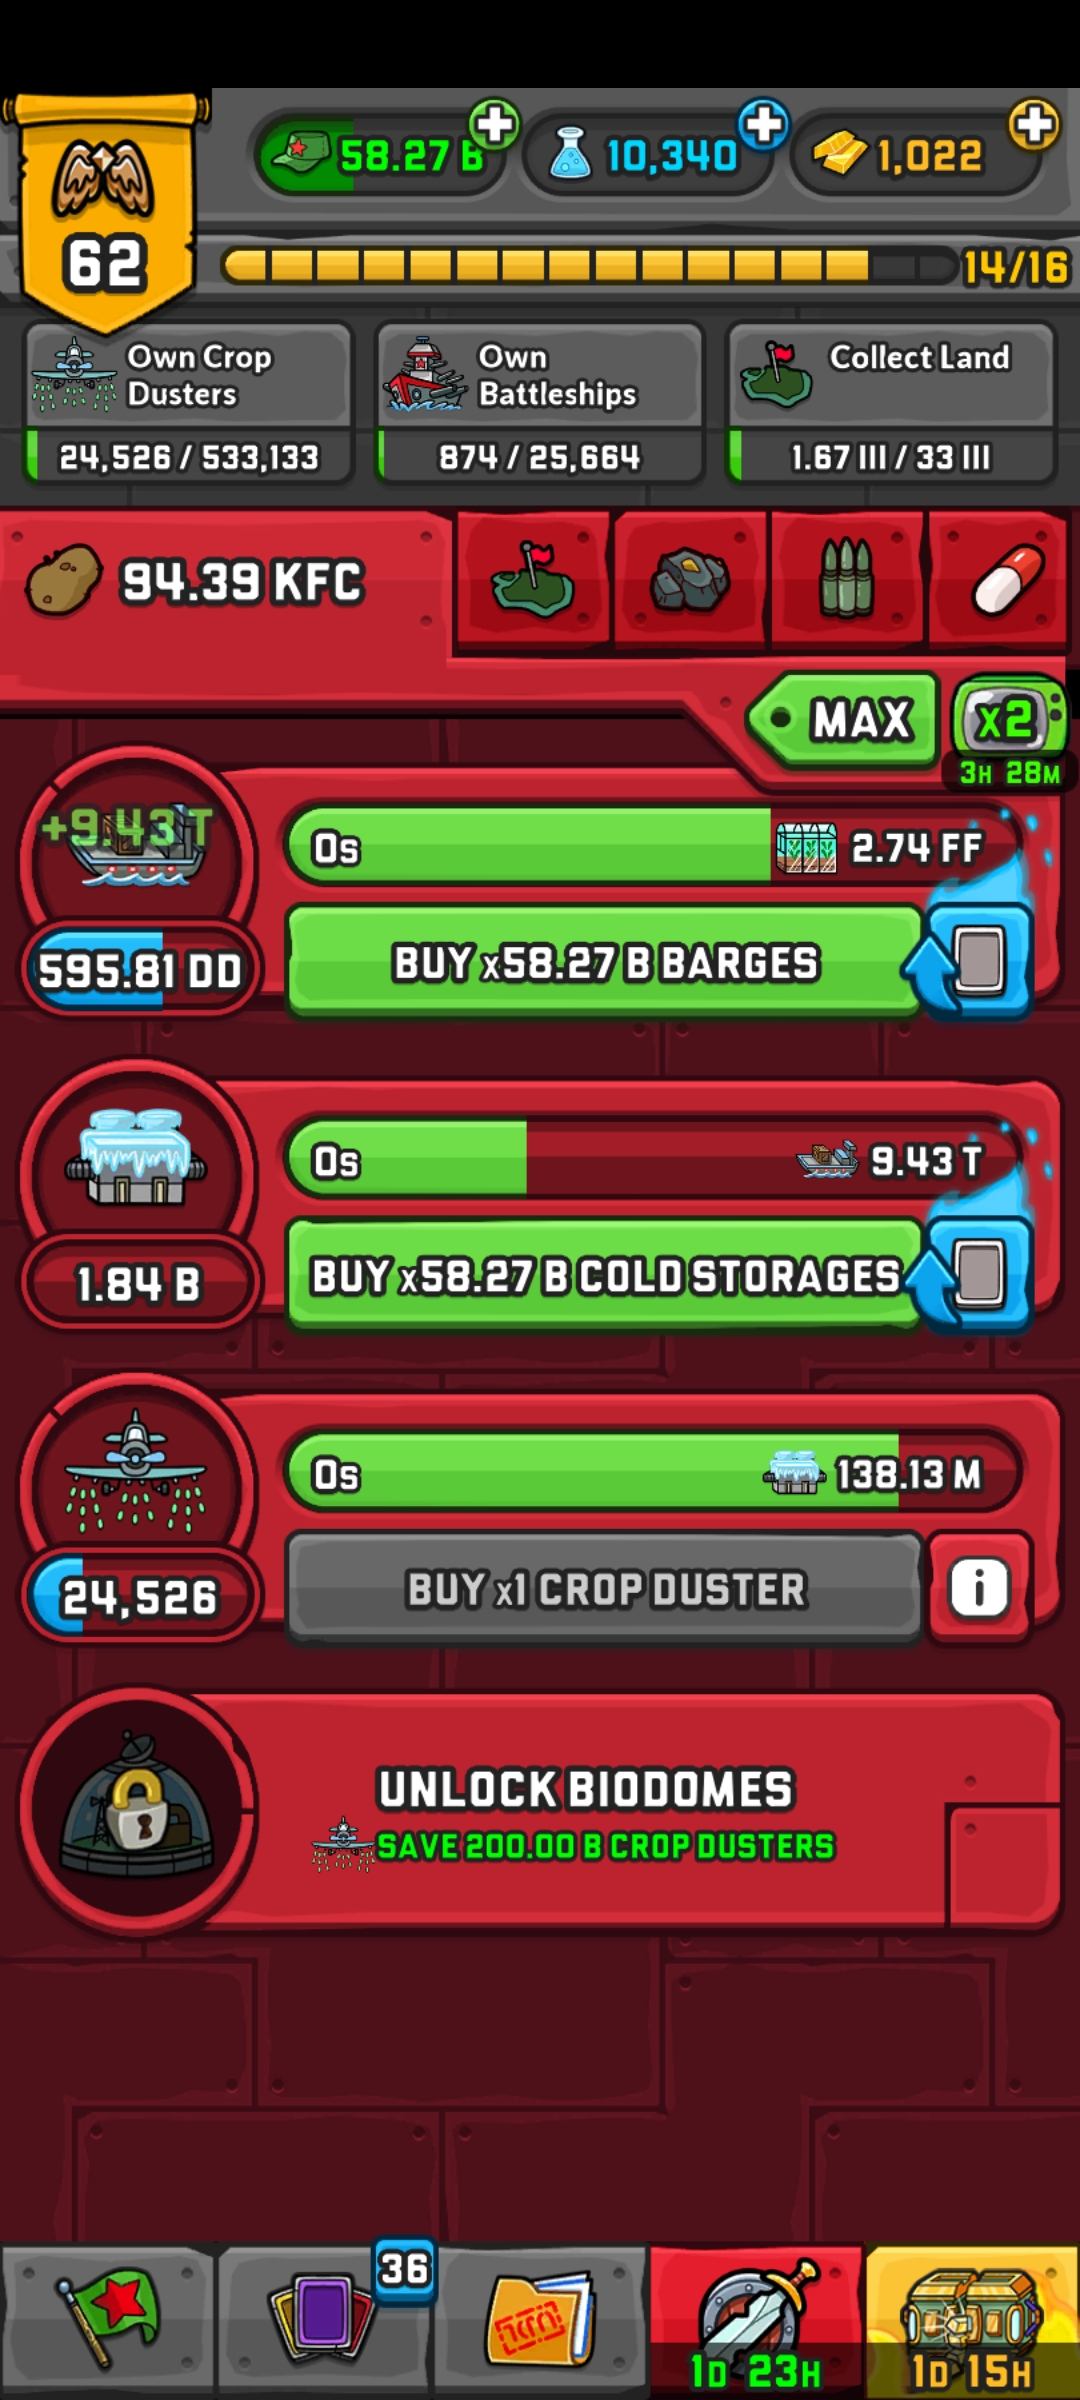 58.27 B
10,340
1,022
62
14/16
Own Crop
Dusters
24,526 / 533,133
Own
Battleships
874 / 25,664
Collect Land
1.67 III / 33 III
94.39 KFC
MAX
x2
3H 28M
+9.43 T
0s
2.74 FF
595.81 DD
BUY x58.27 B BARGES
0s
9.43 T
1.84 B
BUY x58.27 B COLD STORAGES
0s
138.13 M
24,526
BUY x1 CROP DUSTER
i
UNLOCK BIODOMES
SAVE 200.00 B CROP DUSTERS
36
1D 23H
1D 15H